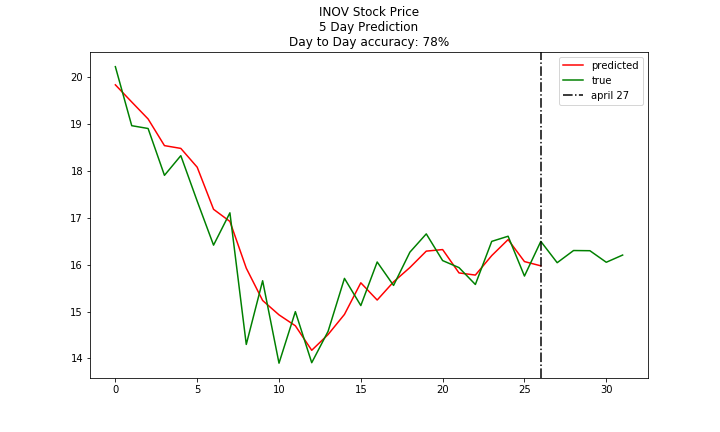 INOV Stock Price
5 Day Prediction
Day to Day accuracy: 78%
predicted
true
april 27
20
19
18
17
16
15
14
0 5 10 15 20 25 30